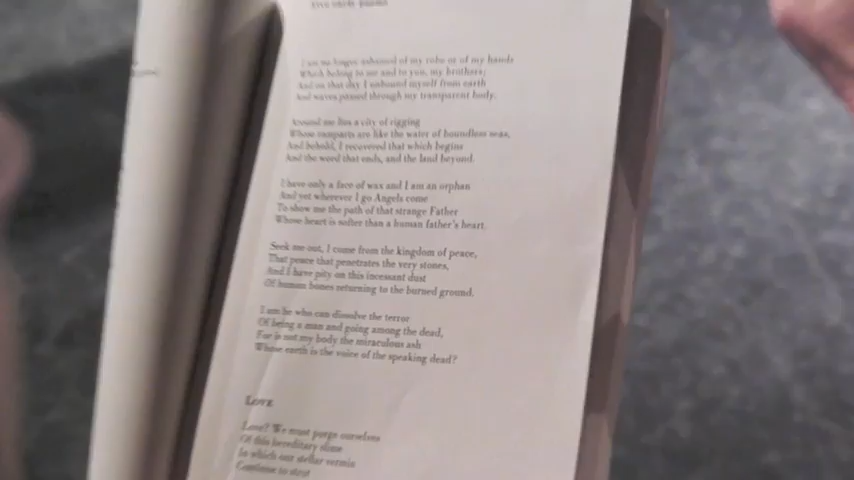 five early poems
I am no longer ashamed of my robe or of my hands
Which belong to me and to you, my brothers;
And on that day I unbound myself from earth
And waves passed through my transparent body.
Around me lies a city of rigging
Whose ramparts are like the water of boundless seas,
And behold, I recovered that which begins
And the word that ends, and the land beyond.
I have only a face of wax and I am an orphan
And yet wherever I go Angels come
To show me the path of that strange Father
Whose heart is softer than a human father's heart.
Seek me out, I come from the kingdom of peace,
That peace that penetrates the very stones,
And I have pity on this incessant dust
Of human bones returning to the burned ground.
I am he who can dissolve the terror
Of being a man and going among the dead,
For is not my body the miraculous ash
Whose earth is the voice of the speaking dead?
LOVE
Love? We must purge ourselves
Of this hereditary slime
In which our stellar vermin
Continue to strut